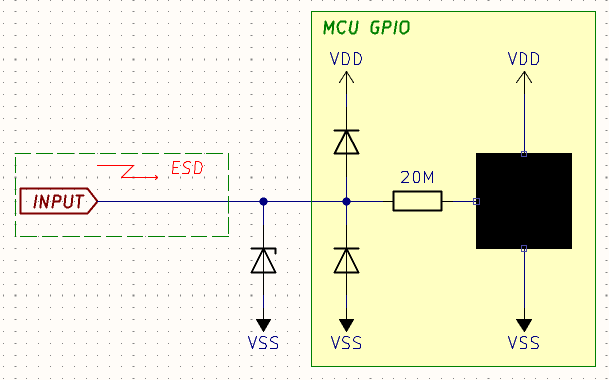 MCU GPIO
VDD
VDD
ESD
20M
INPUT
VSS
VSS
VSS